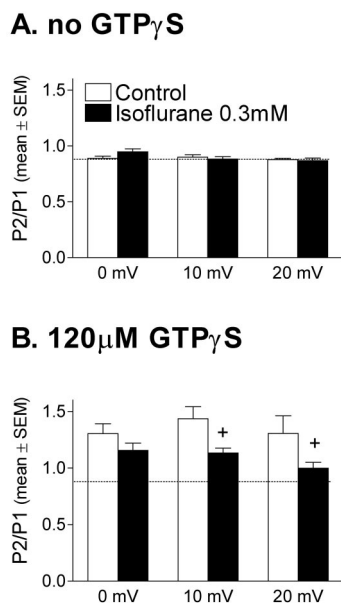 A. no GTPγS
P2/P1 (mean ± SEM)
1.5
1.0
0.5
0.0
Control
Isoflurane 0.3mM
0 mV
10 mV
20 mV
B. 120μM GTPγS
P2/P1 (mean ± SEM)
1.5
1.0
0.5
0.0
+
+
0 mV
10 mV
20 mV